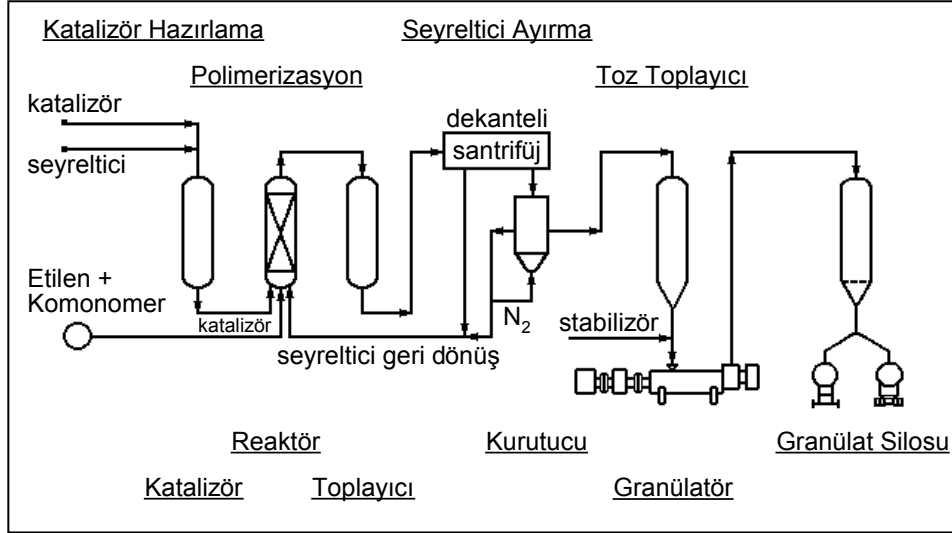 Katalizör Hazırlama
Seyreltici Ayırma
Polimerizasyon
Toz Toplayıcı
katalizör
dekanteli
santrifüj
seyreltici
Etilen +
Komonomer
katalizör
N2
stabilizör
seyreltici geri dönüş
Reaktör
Kurutucu
Granülat Silosu
Katalizör
Toplayıcı
Granülatör